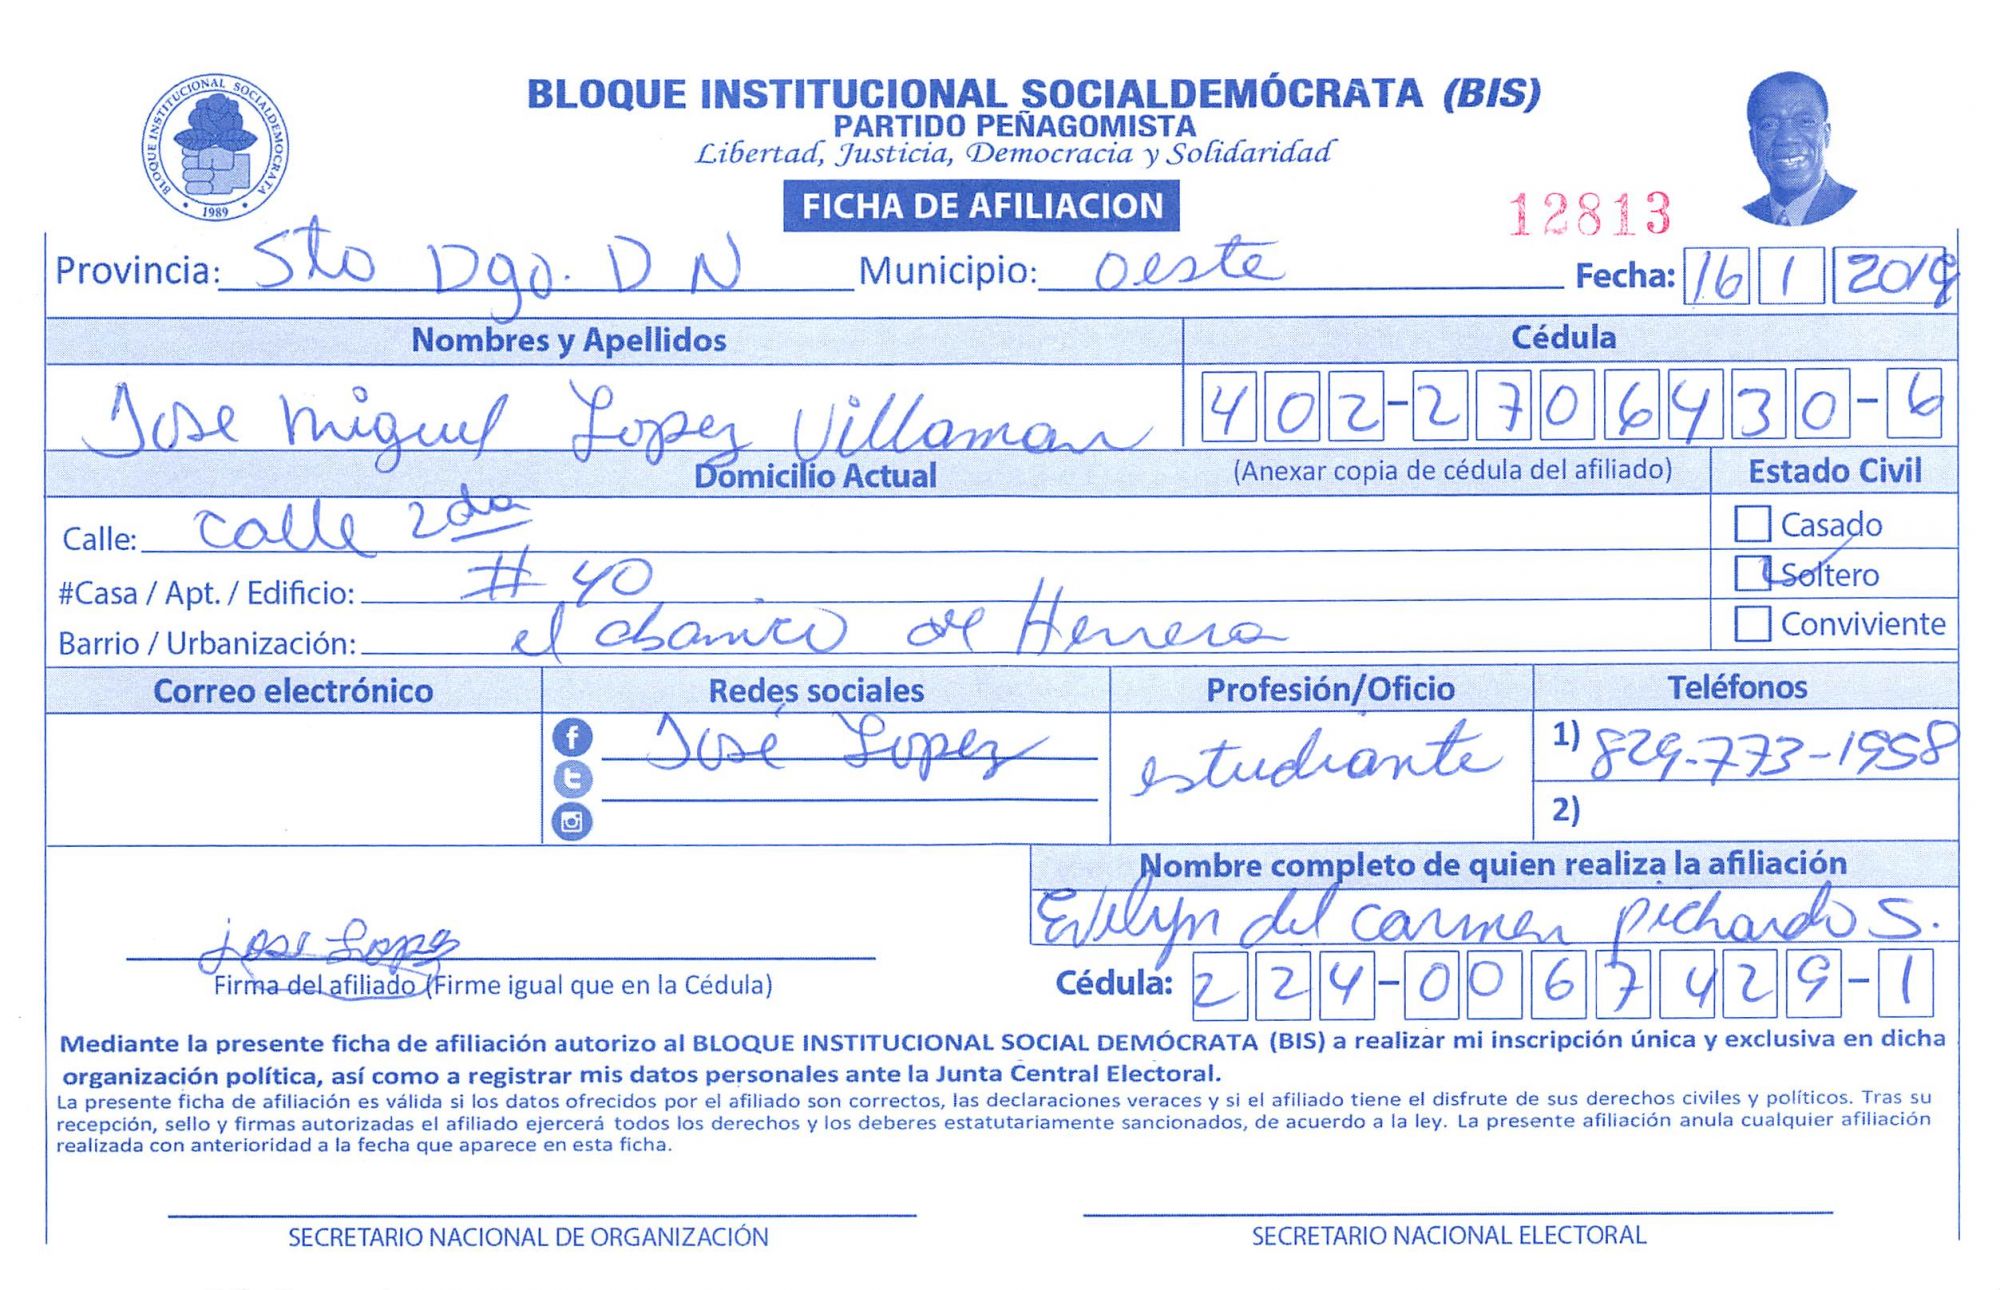 BLOQUE INSTITUCIONAL SOCIALDEMOCRATA
1989
BLOQUE INSTITUCIONAL SOCIALDEMÓCRATA (BIS)
PARTIDO PEÑAGOMISTA
Libertad, Justicia, Democracia y Solidaridad
FICHA DE AFILIACION
12813
Provincia: Sto Dgo. D N Municipio: oeste Fecha: 16 1 2019
Nombres y Apellidos Cédula
Jose Miguel Lopez Villaman 402-2706430-6
Domicilio Actual (Anexar copia de cédula del afiliado) Estado Civil
Calle: calle 2da Casado
#Casa / Apt. / Edificio: # 40 Soltero
Barrio / Urbanización: el abanico de Herrera Conviviente
Correo electrónico Redes sociales Profesión/Oficio Teléfonos
José Lopez estudiante 1) 829-773-1958
2)
Nombre completo de quien realiza la afiliación
Evelyn del carmen pichardo S.
jose Lopez
Firma del afiliado (Firme igual que en la Cédula) Cédula: 224-0067429-1
Mediante la presente ficha de afiliación autorizo al BLOQUE INSTITUCIONAL SOCIAL DEMÓCRATA (BIS) a realizar mi inscripción única y exclusiva en dicha
organización política, así como a registrar mis datos personales ante la Junta Central Electoral.
La presente ficha de afiliación es válida si los datos ofrecidos por el afiliado son correctos, las declaraciones veraces y si el afiliado tiene el disfrute de sus derechos civiles y políticos. Tras su
recepción, sello y firmas autorizadas el afiliado ejercerá todos los derechos y los deberes estatutariamente sancionados, de acuerdo a la ley. La presente afiliación anula cualquier afiliación
realizada con anterioridad a la fecha que aparece en esta ficha.
SECRETARIO NACIONAL DE ORGANIZACIÓN SECRETARIO NACIONAL ELECTORAL